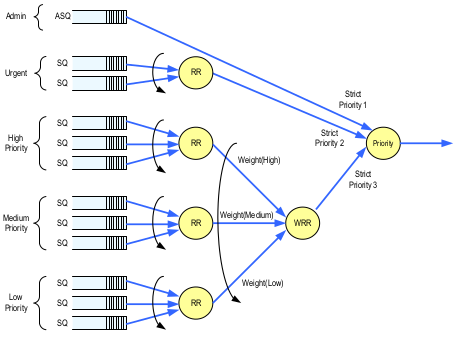 Admin
ASQ
Urgent
SQ
SQ
RR
Strict
Priority 1
Strict
Priority 2
Priority
High
Priority
SQ
SQ
SQ
RR
Weight(High)
Strict
Priority 3
Medium
Priority
SQ
SQ
SQ
RR
Weight(Medium)
WRR
Low
Priority
SQ
SQ
SQ
RR
Weight(Low)